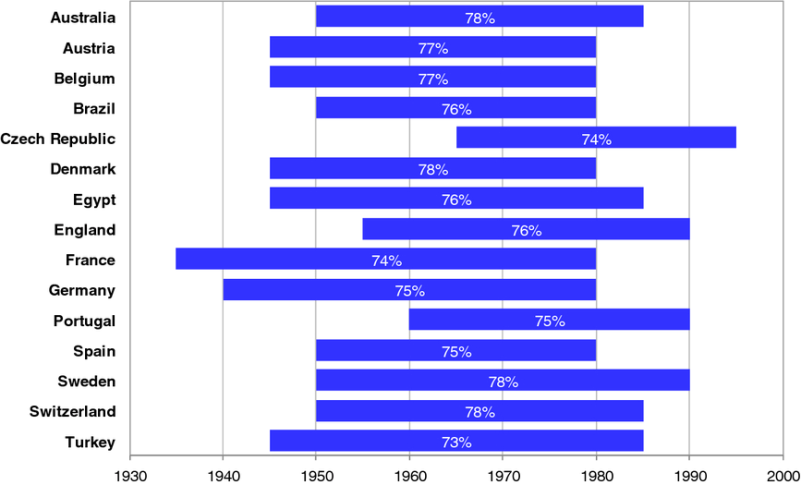 Australia 78%
Austria 77%
Belgium 77%
Brazil 76%
Czech Republic 74%
Denmark 78%
Egypt 76%
England 76%
France 74%
Germany 75%
Portugal 75%
Spain 75%
Sweden 78%
Switzerland 78%
Turkey 73%
1930 1940 1950 1960 1970 1980 1990 2000